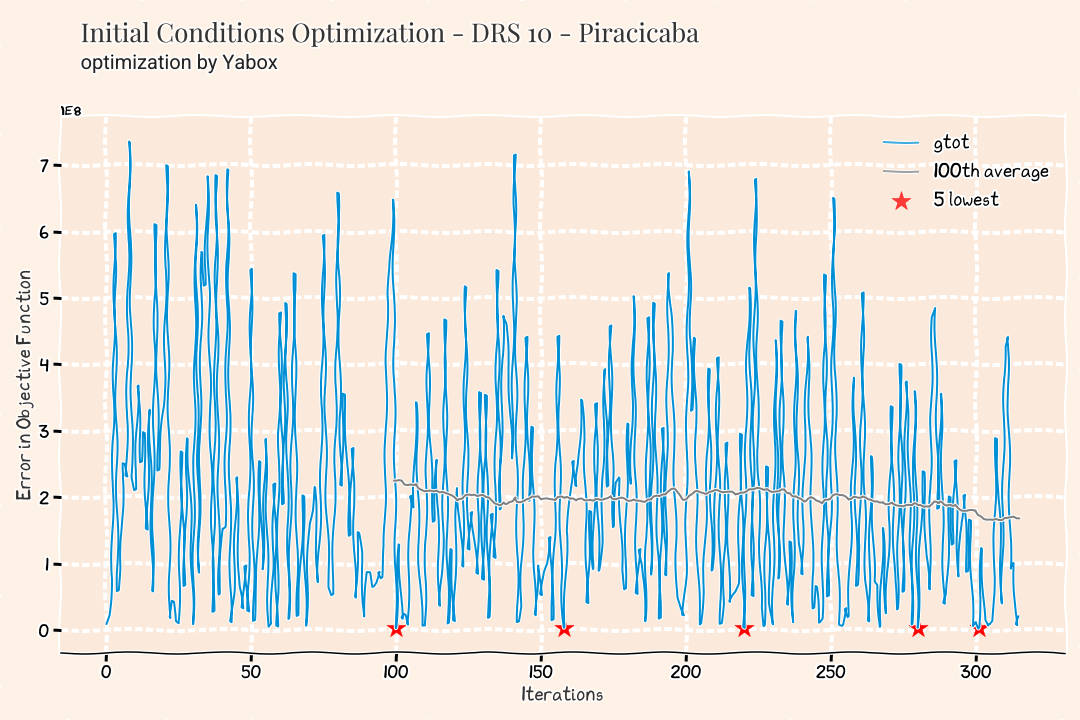 Initial Conditions Optimization - DRS 10 - Piracicaba
optimization by Yabox
1E8
gtot
100th average
5 lowest
7
6
5
4
3
2
1
0
Error in Objective Function
0 50 100 150 200 250 300
Iterations